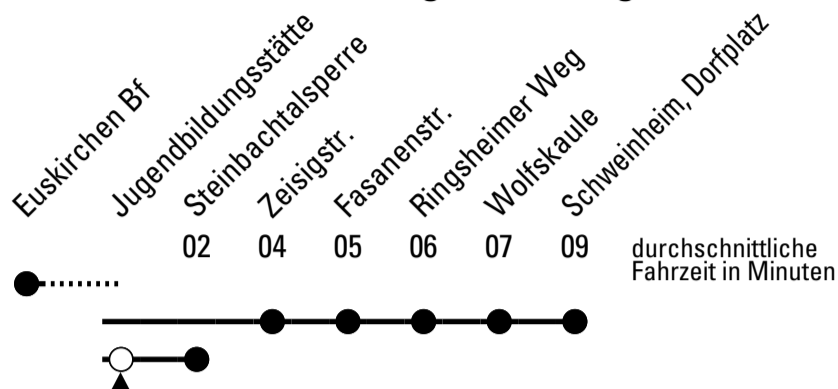 Euskirchen Bf
Jugendbildungsstätte
Steinbachtalsperre
Zeisigstr.
Fasanenstr.
Ringsheimer Weg
Wolfskaule
Schweinheim, Dorfplatz
02 04 05 06 07 09
durchschnittliche
Fahrzeit in Minuten